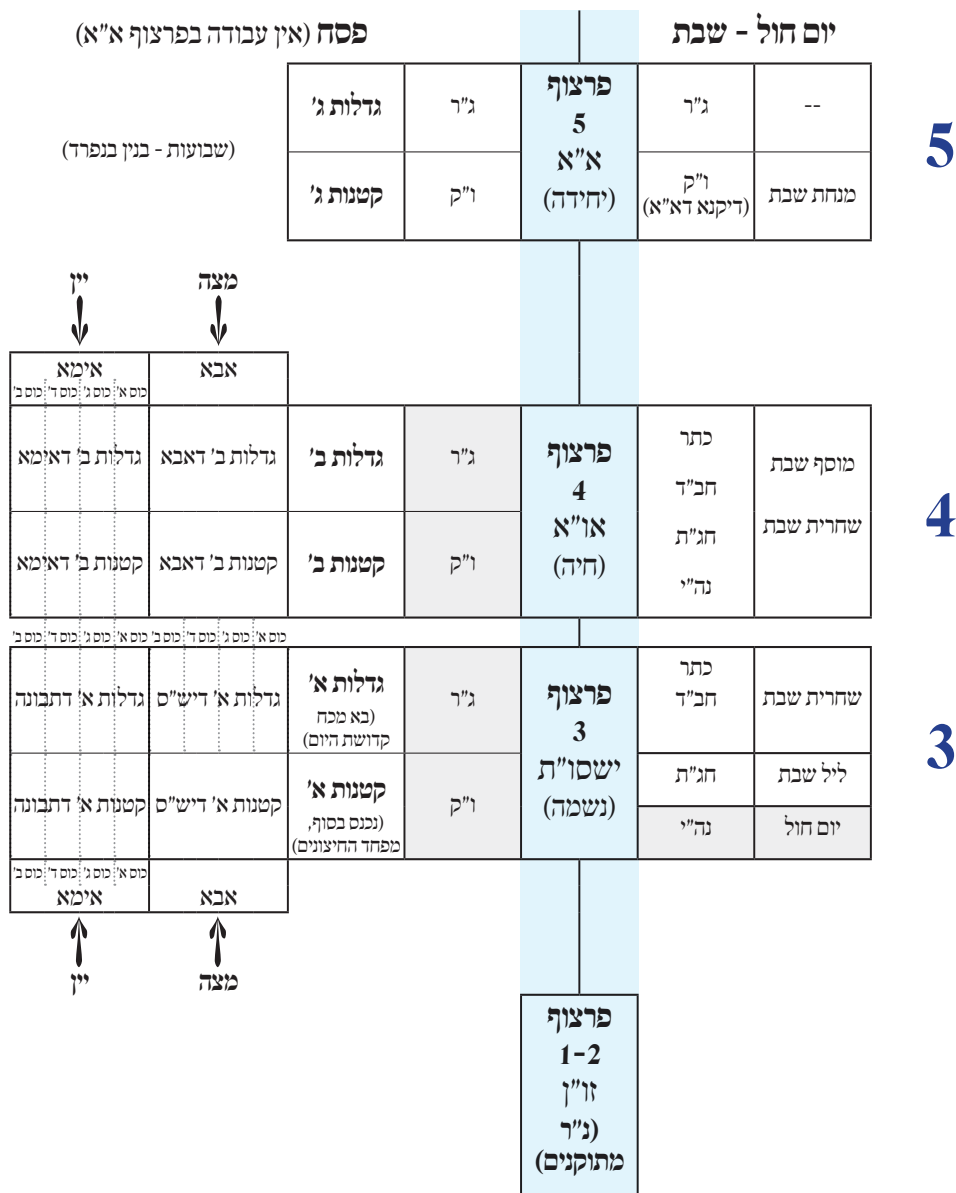 יום חול - שבת
פסח (אין עבודה בפרצוף א"א)
5
--
ג"ר
פרצוף
5
א"א
(יחידה)
ג"ר
גדלות ג'
מנחת שבת
ו"ק
(דיקנא דא"א)
ו"ק
קטנות ג'
(שבועות - בנין בנפרד)
מצה
יין
אבא
אימא
כוס א' כוס ג' כוס ד' כוס ב'
4
מוסף שבת
שחרית שבת
כתר
חב"ד
חג"ת
נה"י
פרצוף
4
או"א
(חיה)
ג"ר
גדלות ב'
גדלות ב' דאבא
גדלות ב' דאימא
ו"ק
קטנות ב'
קטנות ב' דאבא
קטנות ב' דאימא
כוס א' כוס ג' כוס ד' כוס ב' כוס א' כוס ג' כוס ד' כוס ב'
3
שחרית שבת
כתר
חב"ד
ליל שבת
חג"ת
יום חול
נה"י
פרצוף
3
ישסו"ת
(נשמה)
ג"ר
גדלות א'
(בא מכח
קדושת היום)
גדלות א' דיש"ס
גדלות א' דתבונה
ו"ק
קטנות א'
(נכנס בסוף,
מפחד החיצונים)
קטנות א' דיש"ס
קטנות א' דתבונה
כוס א' כוס ג' כוס ד' כוס ב'
אבא
אימא
מצה
יין
פרצוף
1-2
זו"ן
(נ"ר
מתוקנים)